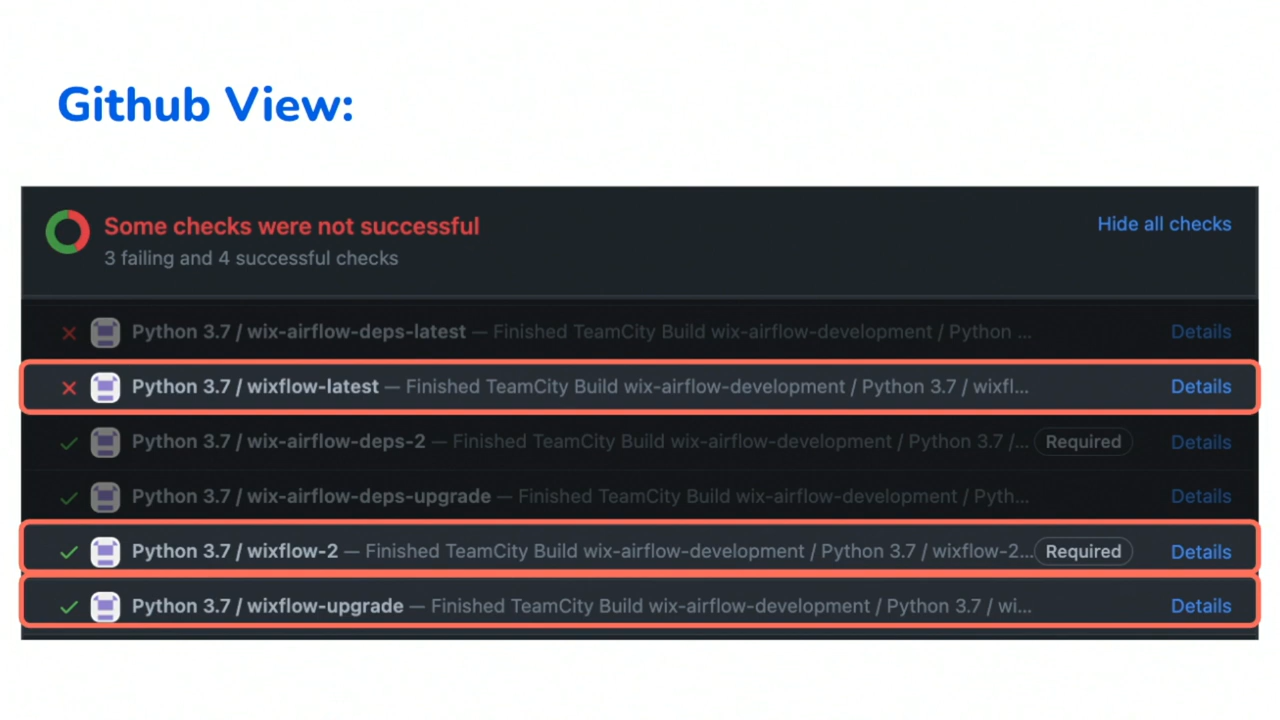 Github View:
Some checks were not successful
Hide all checks
3 failing and 4 successful checks
Python 3.7 / wix-airflow-deps-latest — Finished TeamCity Build wix-airflow-development / Python ... Details
Python 3.7 / wixflow-latest — Finished TeamCity Build wix-airflow-development / Python 3.7 / wixfl... Details
Python 3.7 / wix-airflow-deps-2 — Finished TeamCity Build wix-airflow-development / Python 3.7 /... Required Details
Python 3.7 / wix-airflow-deps-upgrade — Finished TeamCity Build wix-airflow-development / Pyth... Details
Python 3.7 / wixflow-2 — Finished TeamCity Build wix-airflow-development / Python 3.7 / wixflow-2... Required Details
Python 3.7 / wixflow-upgrade — Finished TeamCity Build wix-airflow-development / Python 3.7 / wi... Details